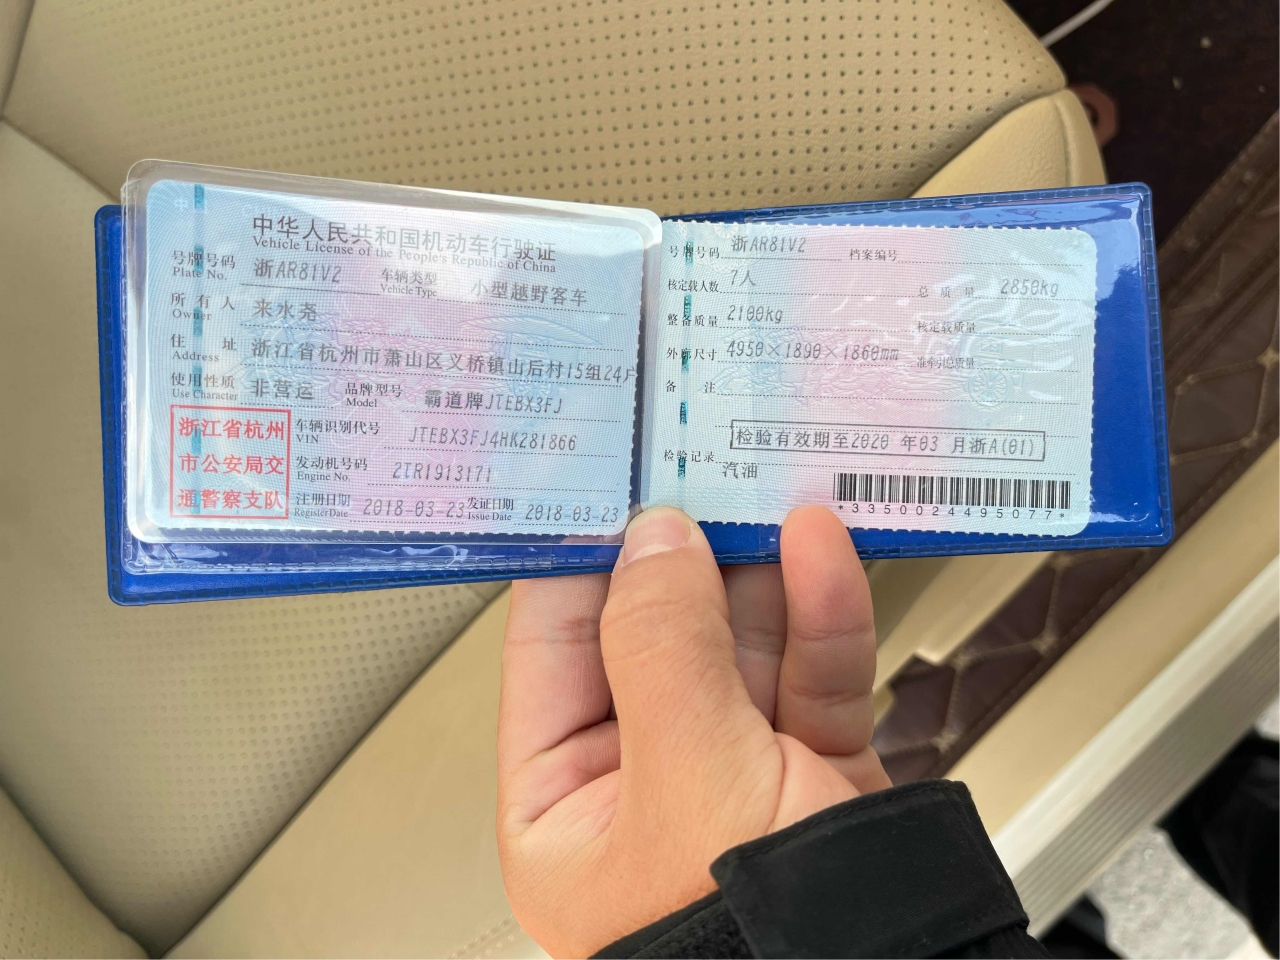 中华人民共和国机动车行驶证
Vehicle License of the People's Republic of China
号牌号码 浙AR81V2 车辆类型 小型越野客车
Plate No. Vehicle Type
所有人 来水尧
Owner
住址 浙江省杭州市萧山区义桥镇山后村15组24户
Address
使用性质 非营运 品牌型号 霸道牌JTEBX3FJ
Use Character Model
浙江省杭州
市公安局交
通警察支队
车辆识别代号 JTEBX3FJ4HK281866
VIN
发动机号码 2TR1913171
Engine No.
注册日期 2018-03-23 发证日期 2018-03-23
Register Date Issue Date
号牌号码 浙AR81V2 档案编号
核定载人数 7人 总质量 2850kg
整备质量 2100kg 核定载质量
外廓尺寸 4950×1890×1860mm 准牵引总质量
备注
检验有效期至2020年03月浙A(01)
检验记录
汽油
*3350024495077*